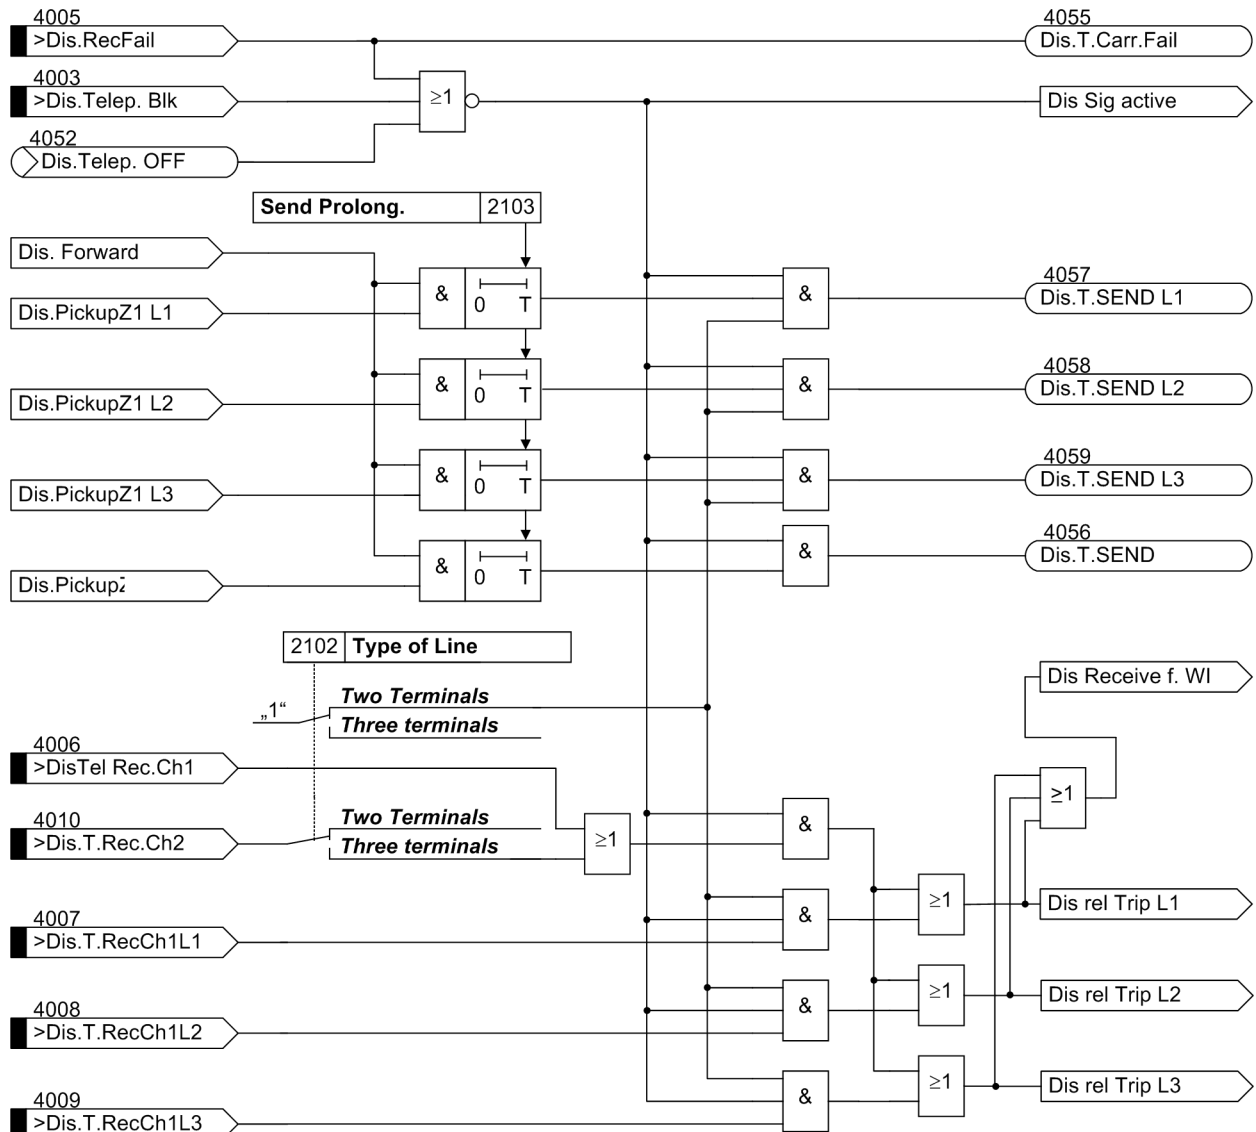 4005
>Dis.RecFail
4055
Dis.T.Carr.Fail
4003
>Dis.Telep. Blk
≥1
Dis Sig active
4052
Dis.Telep. OFF
Send Prolong. 2103
Dis. Forward
& 0 T
&
4057
Dis.T.SEND L1
Dis.PickupZ1 L1
& 0 T
&
4058
Dis.T.SEND L2
Dis.PickupZ1 L2
& 0 T
&
4059
Dis.T.SEND L3
Dis.PickupZ1 L3
& 0 T
&
4056
Dis.T.SEND
Dis.Pickup
2102 Type of Line
Dis Receive f. WI
„1“
Two Terminals
Three terminals
4006
>DisTel Rec.Ch1
≥1
4010
>Dis.T.Rec.Ch2
Two Terminals
Three terminals
≥1
&
4007
>Dis.T.RecCh1L1
&
≥1
Dis rel Trip L1
4008
>Dis.T.RecCh1L2
&
≥1
Dis rel Trip L2
4009
>Dis.T.RecCh1L3
&
≥1
Dis rel Trip L3